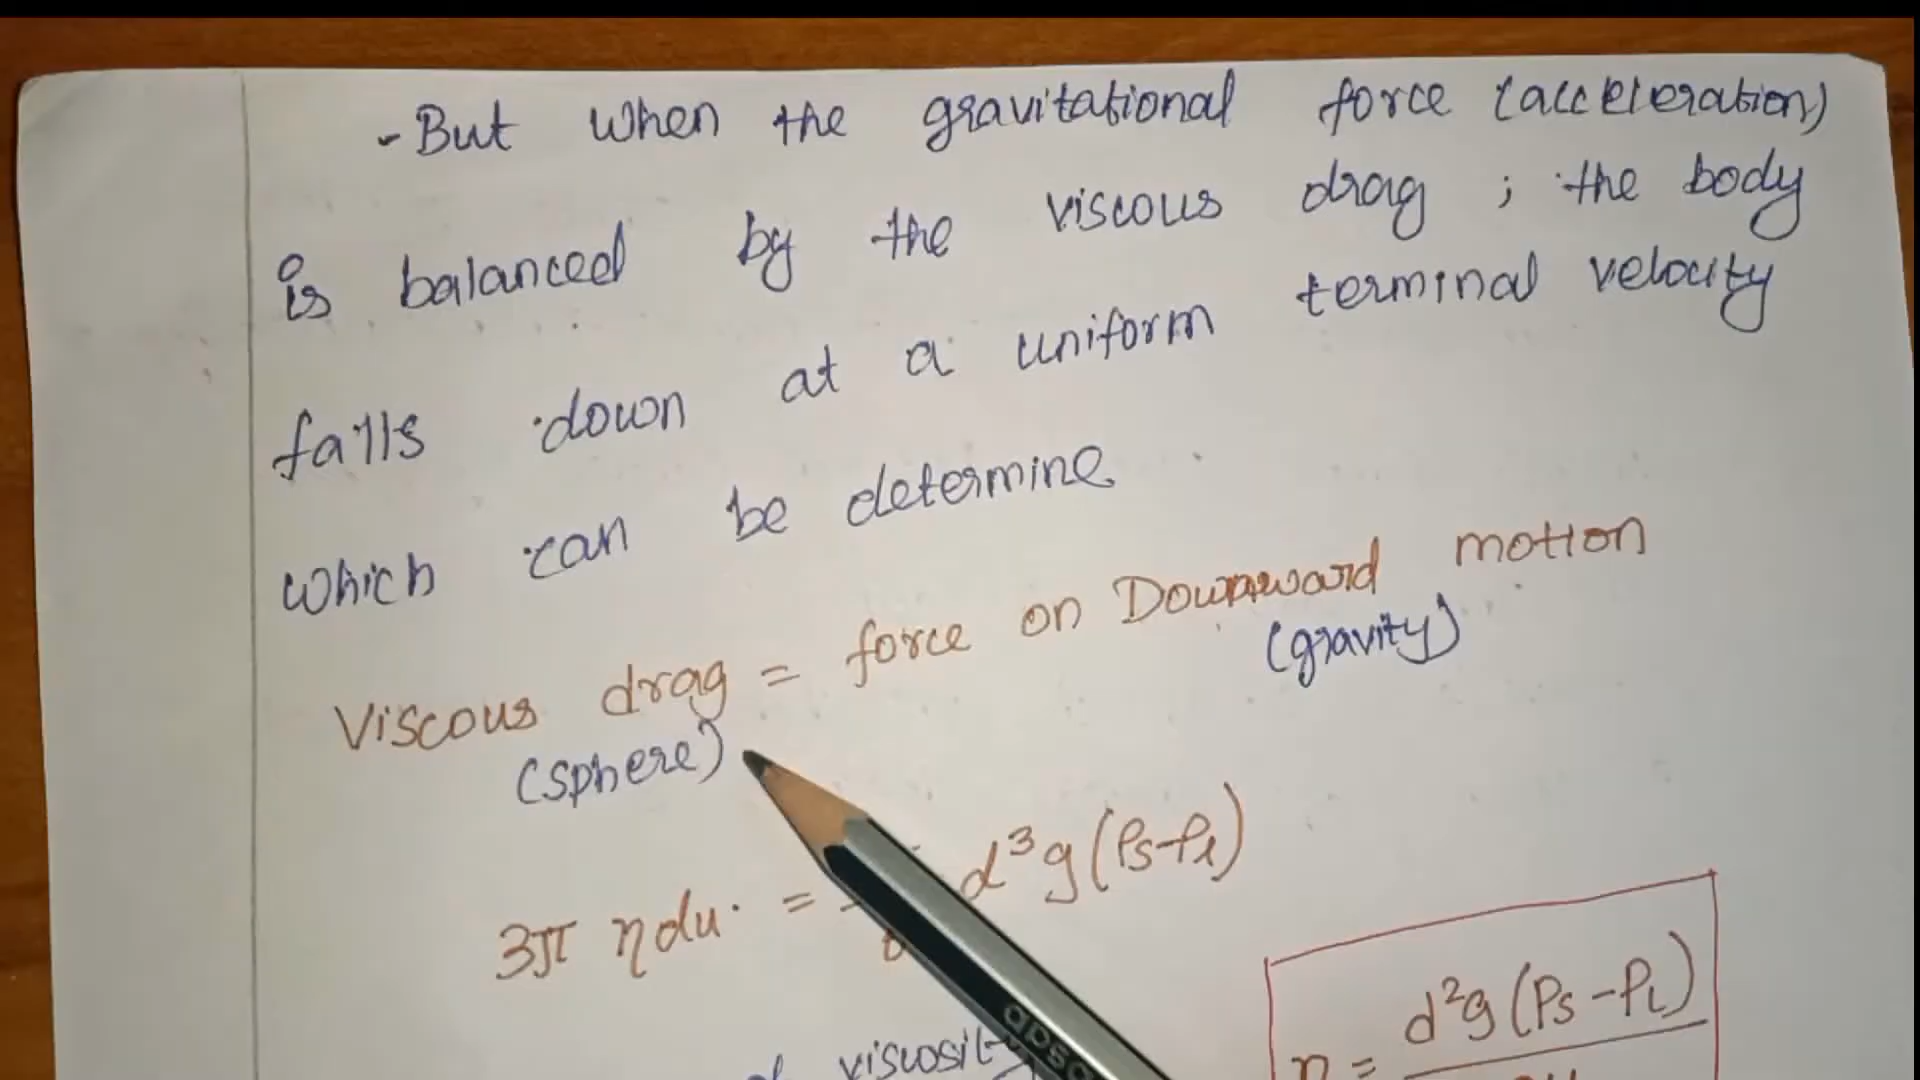 - But when the gravitational force (acceleration)
is balanced by the viscous drag ; the body
falls down at a uniform terminal velocity
which can be determine
Viscous drag = force on Downward motion
(sphere) (gravity)
3π η du. = d³g(ρs-ρl)
η = d²g(ρs-ρL)
viscosit
apsa